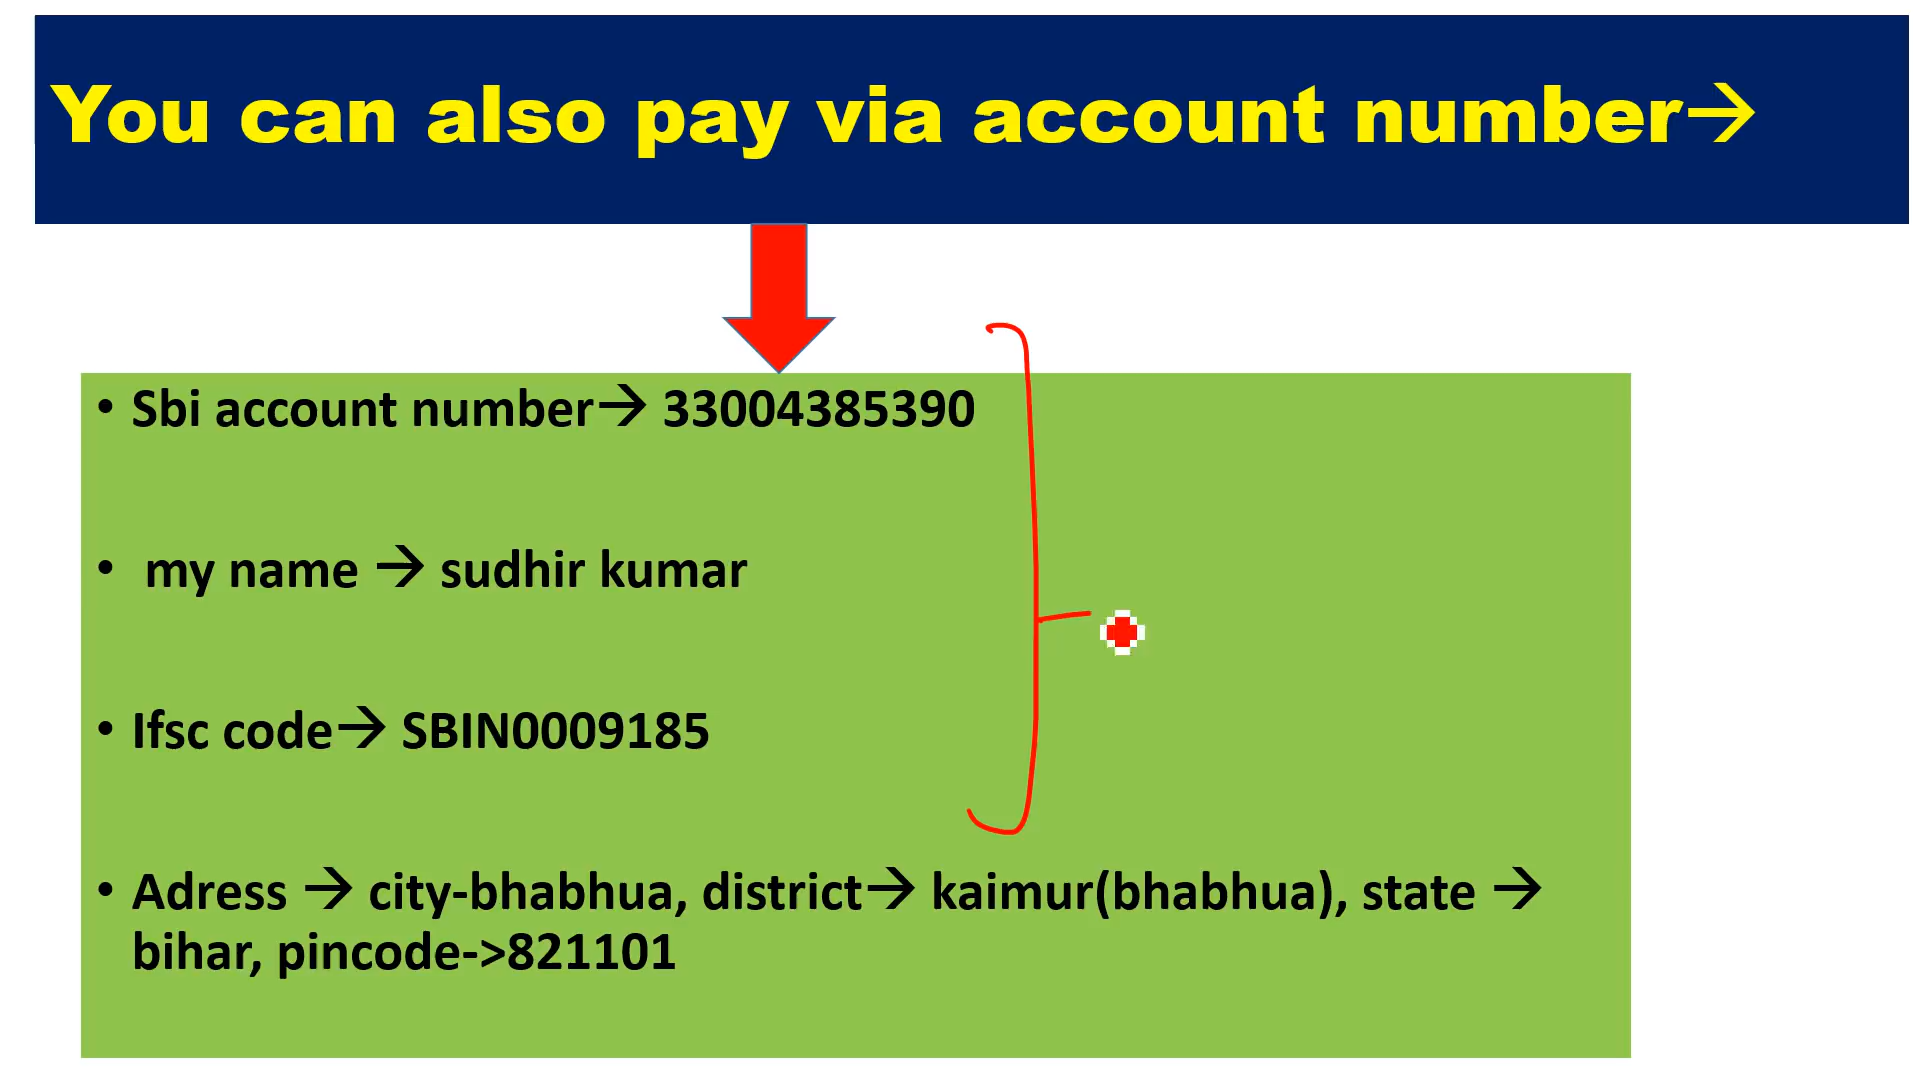 You can also pay via account number→
• Sbi account number→ 33004385390
• my name → sudhir kumar
• Ifsc code→ SBIN0009185
• Adress → city-bhabhua, district→ kaimur(bhabhua), state →
bihar, pincode->821101